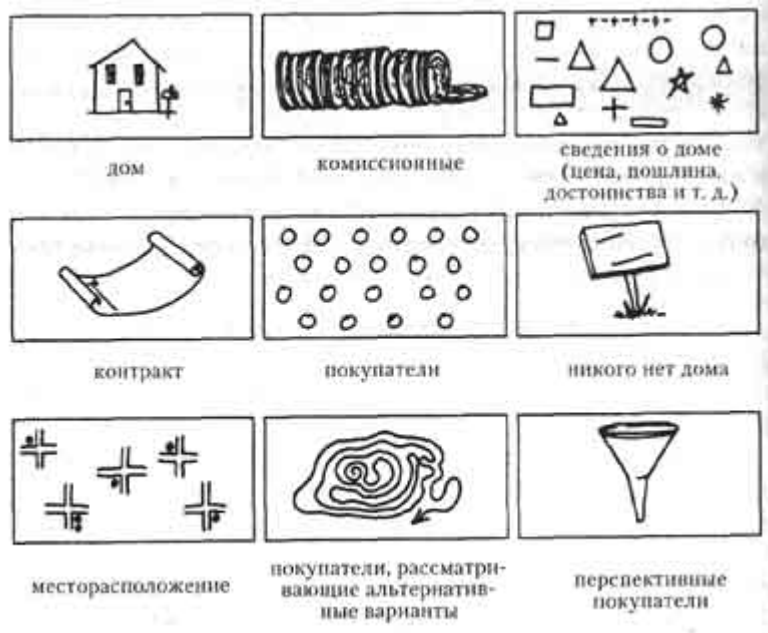 дом
комиссионные
сведения о доме
(цена, пошлина,
достоинства и т. д.)
контракт
покупатели
никого нет дома
месторасположение
покупатели, рассматри-
вающие альтернатив-
ные варианты
перспективные
покупатели